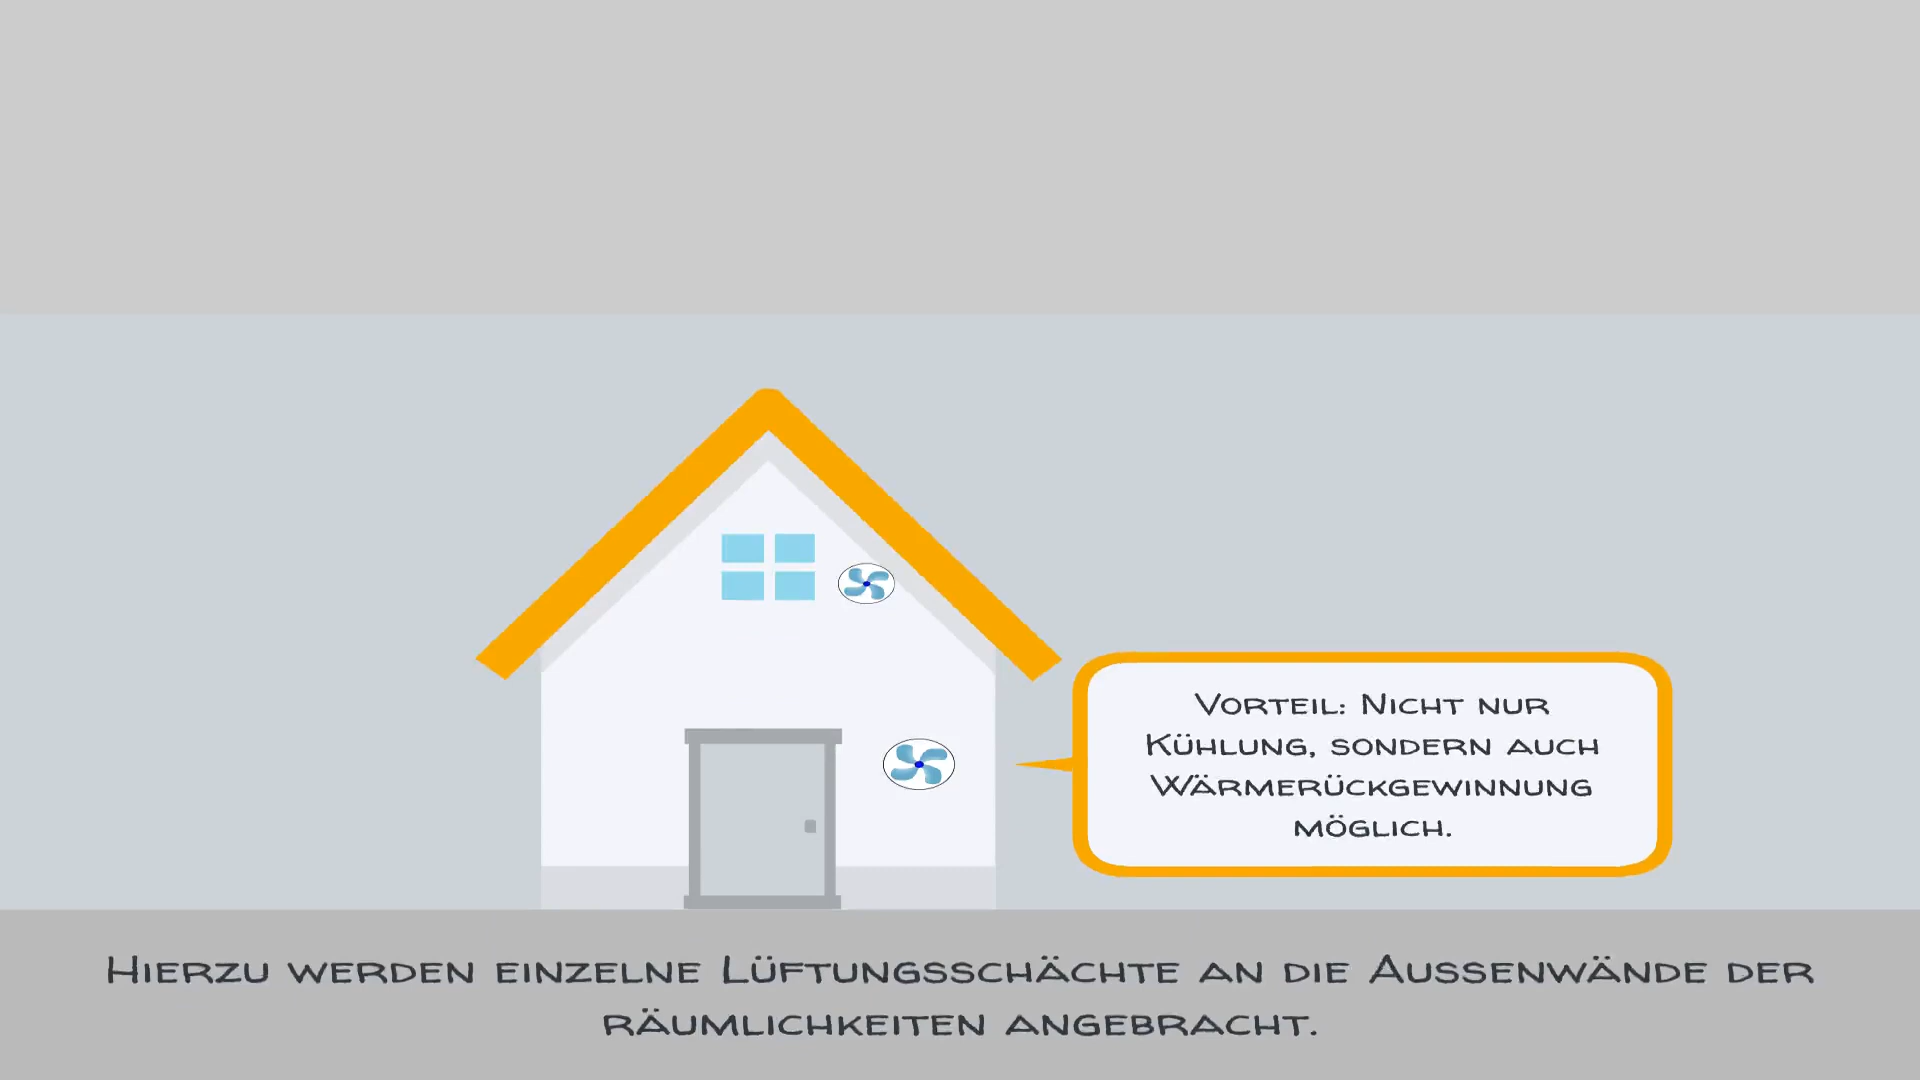 Vorteil: Nicht nur
Kühlung, sondern auch
Wärmerückgewinnung
möglich.
Hierzu werden einzelne Lüftungsschächte an die Aussenwände der
räumlichkeiten angebracht.